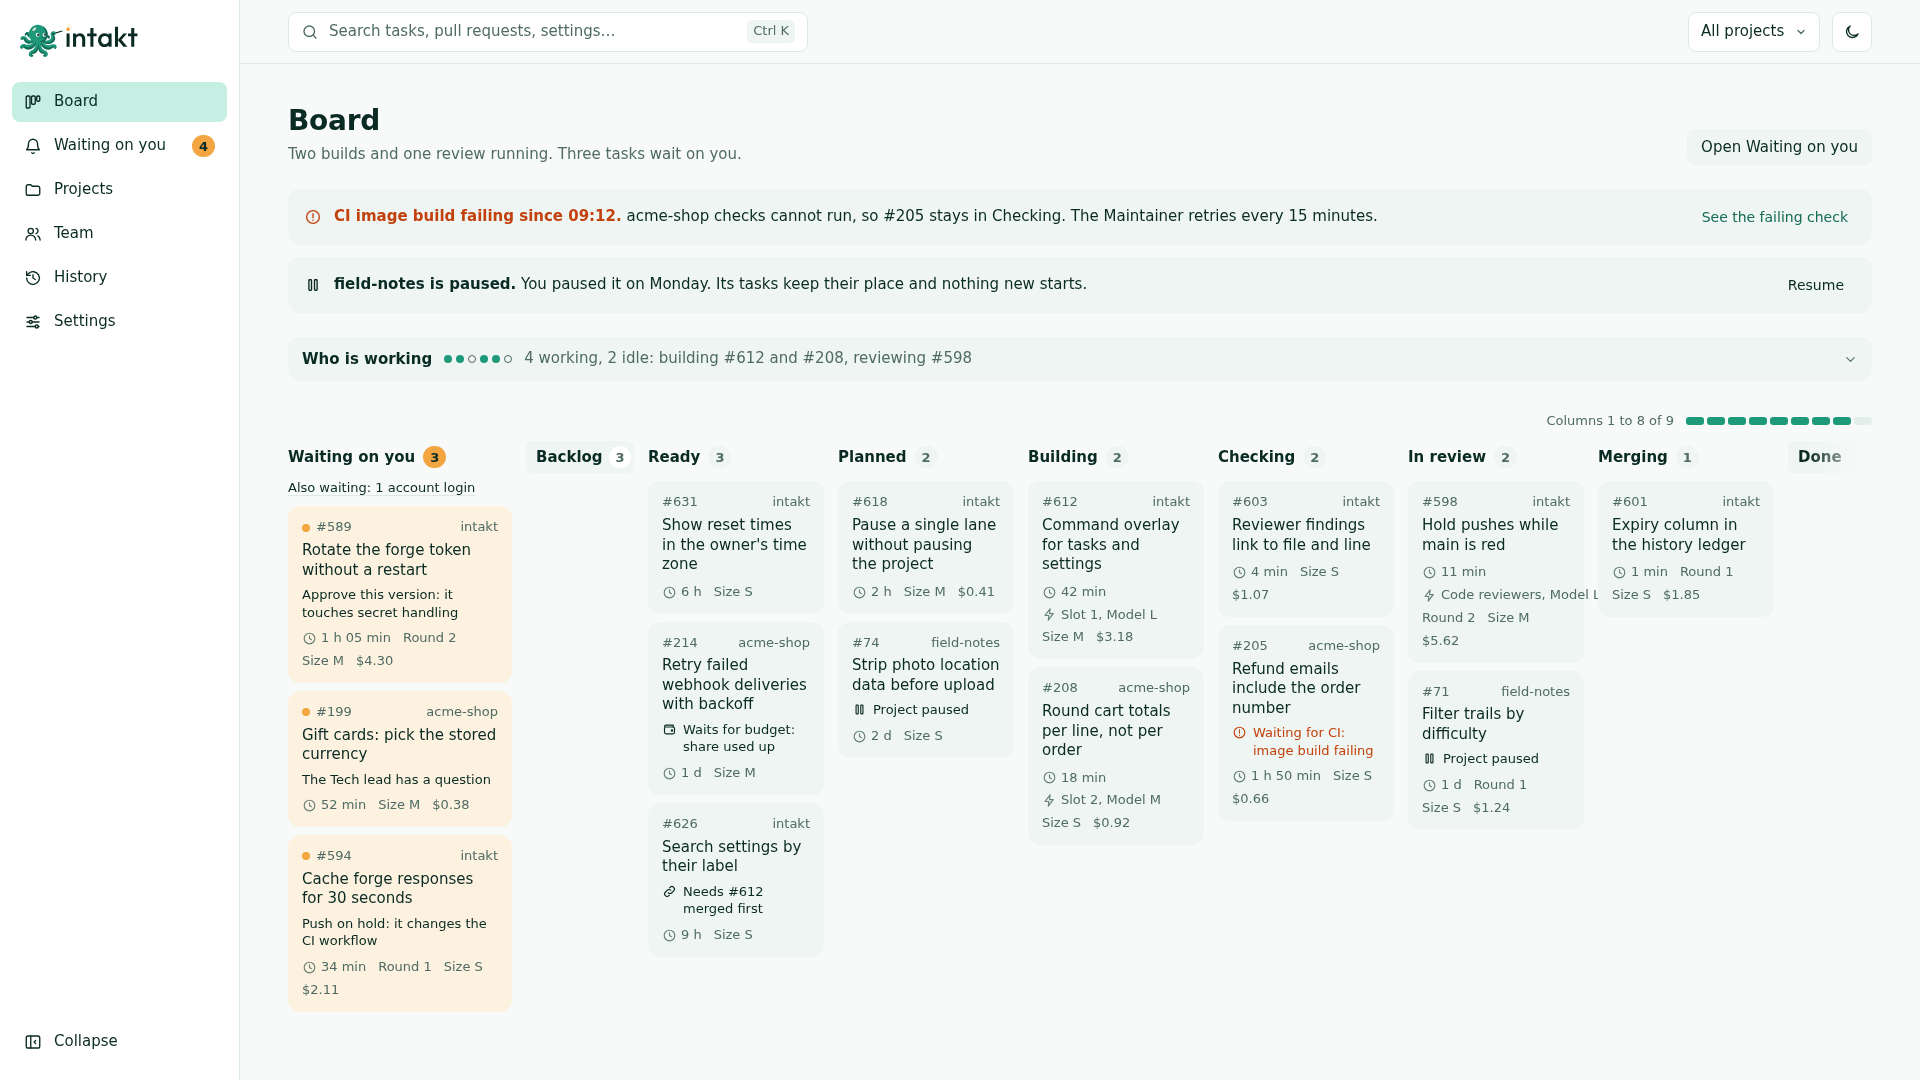 intakt
Search tasks, pull requests, settings...
Ctrl K
All projects
Board
Waiting on you
4
Projects
Team
History
Settings
Collapse
Board
Two builds and one review running. Three tasks wait on you.
Open Waiting on you
CI image build failing since 09:12. acme-shop checks cannot run, so #205 stays in Checking. The Maintainer retries every 15 minutes.
See the failing check
field-notes is paused. You paused it on Monday. Its tasks keep their place and nothing new starts.
Resume
Who is working
4 working, 2 idle: building #612 and #208, reviewing #598
Columns 1 to 8 of 9
Waiting on you 3
Also waiting: 1 account login
#589 intakt
Rotate the forge token
without a restart
Approve this version: it
touches secret handling
1 h 05 min Round 2
Size M $4.30
#199 acme-shop
Gift cards: pick the stored
currency
The Tech lead has a question
52 min Size M $0.38
#594 intakt
Cache forge responses
for 30 seconds
Push on hold: it changes the
CI workflow
34 min Round 1 Size S
$2.11
Backlog 3
Ready 3
#631 intakt
Show reset times
in the owner's time
zone
6 h Size S
#214 acme-shop
Retry failed
webhook deliveries
with backoff
Waits for budget:
share used up
1 d Size M
#626 intakt
Search settings by
their label
Needs #612
merged first
9 h Size S
Planned 2
#618 intakt
Pause a single lane
without pausing
the project
2 h Size M $0.41
#74 field-notes
Strip photo location
data before upload
Project paused
2 d Size S
Building 2
#612 intakt
Command overlay
for tasks and
settings
42 min
Slot 1, Model L
Size M $3.18
#208 acme-shop
Round cart totals
per line, not per
order
18 min
Slot 2, Model M
Size S $0.92
Checking 2
#603 intakt
Reviewer findings
link to file and line
4 min Size S
$1.07
#205 acme-shop
Refund emails
include the order
number
Waiting for CI:
image build failing
1 h 50 min Size S
$0.66
In review 2
#598 intakt
Hold pushes while
main is red
11 min
Code reviewers, Model L
Round 2 Size M
$5.62
#71 field-notes
Filter trails by
difficulty
Project paused
1 d Round 1
Size S $1.24
Merging 1
#601 intakt
Expiry column in
the history ledger
1 min Round 1
Size S $1.85
Done